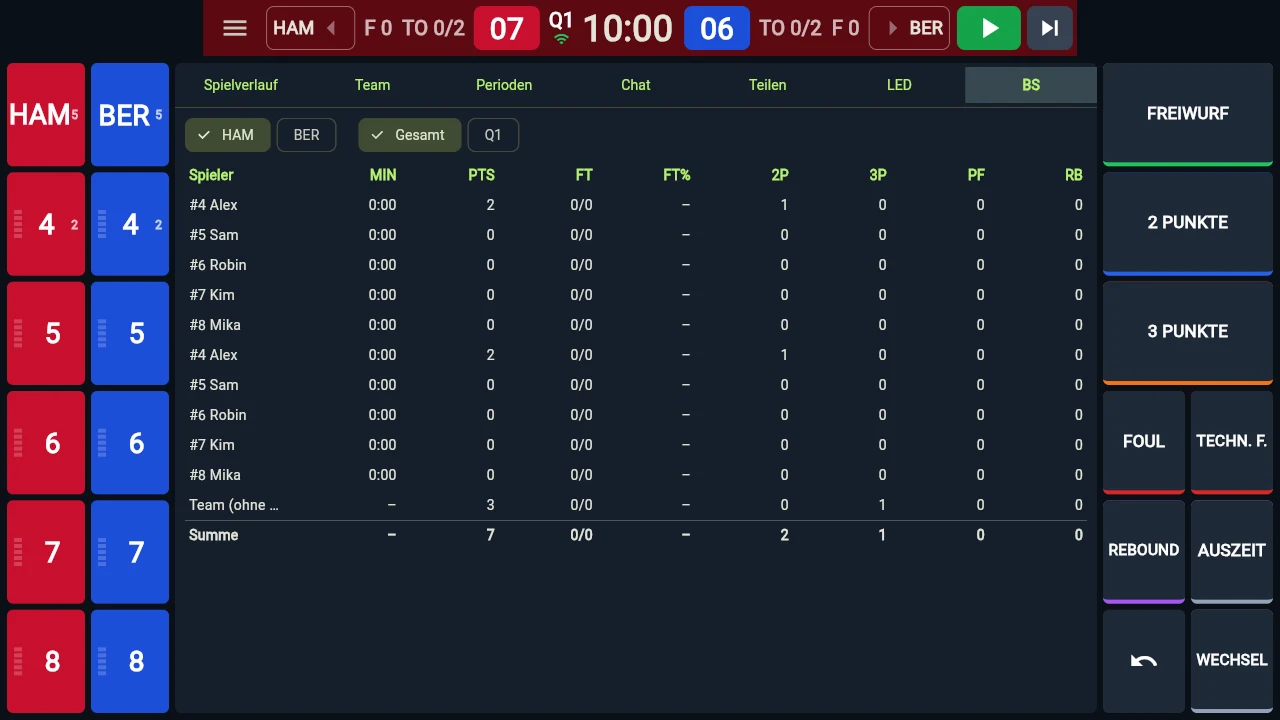 HAM F 0 TO 0/2 07 Q1 10:00 06 TO 0/2 F 0 BER
Spielverlauf Team Perioden Chat Teilen LED BS
HAM BER Gesamt Q1
Spieler MIN PTS FT FT% 2P 3P PF RB
#4 Alex 0:00 2 0/0 – 1 0 0 0
#5 Sam 0:00 0 0/0 – 0 0 0 0
#6 Robin 0:00 0 0/0 – 0 0 0 0
#7 Kim 0:00 0 0/0 – 0 0 0 0
#8 Mika 0:00 0 0/0 – 0 0 0 0
#4 Alex 0:00 2 0/0 – 1 0 0 0
#5 Sam 0:00 0 0/0 – 0 0 0 0
#6 Robin 0:00 0 0/0 – 0 0 0 0
#7 Kim 0:00 0 0/0 – 0 0 0 0
#8 Mika 0:00 0 0/0 – 0 0 0 0
Team (ohne ... – 3 0/0 – 0 1 0 0
Summe – 7 0/0 – 2 1 0 0
HAM 5 BER 5
4 2 4 2
5 5
6 6
7 7
8 8
FREIWURF
2 PUNKTE
3 PUNKTE
FOUL TECHN. F.
REBOUND AUSZEIT
WECHSEL